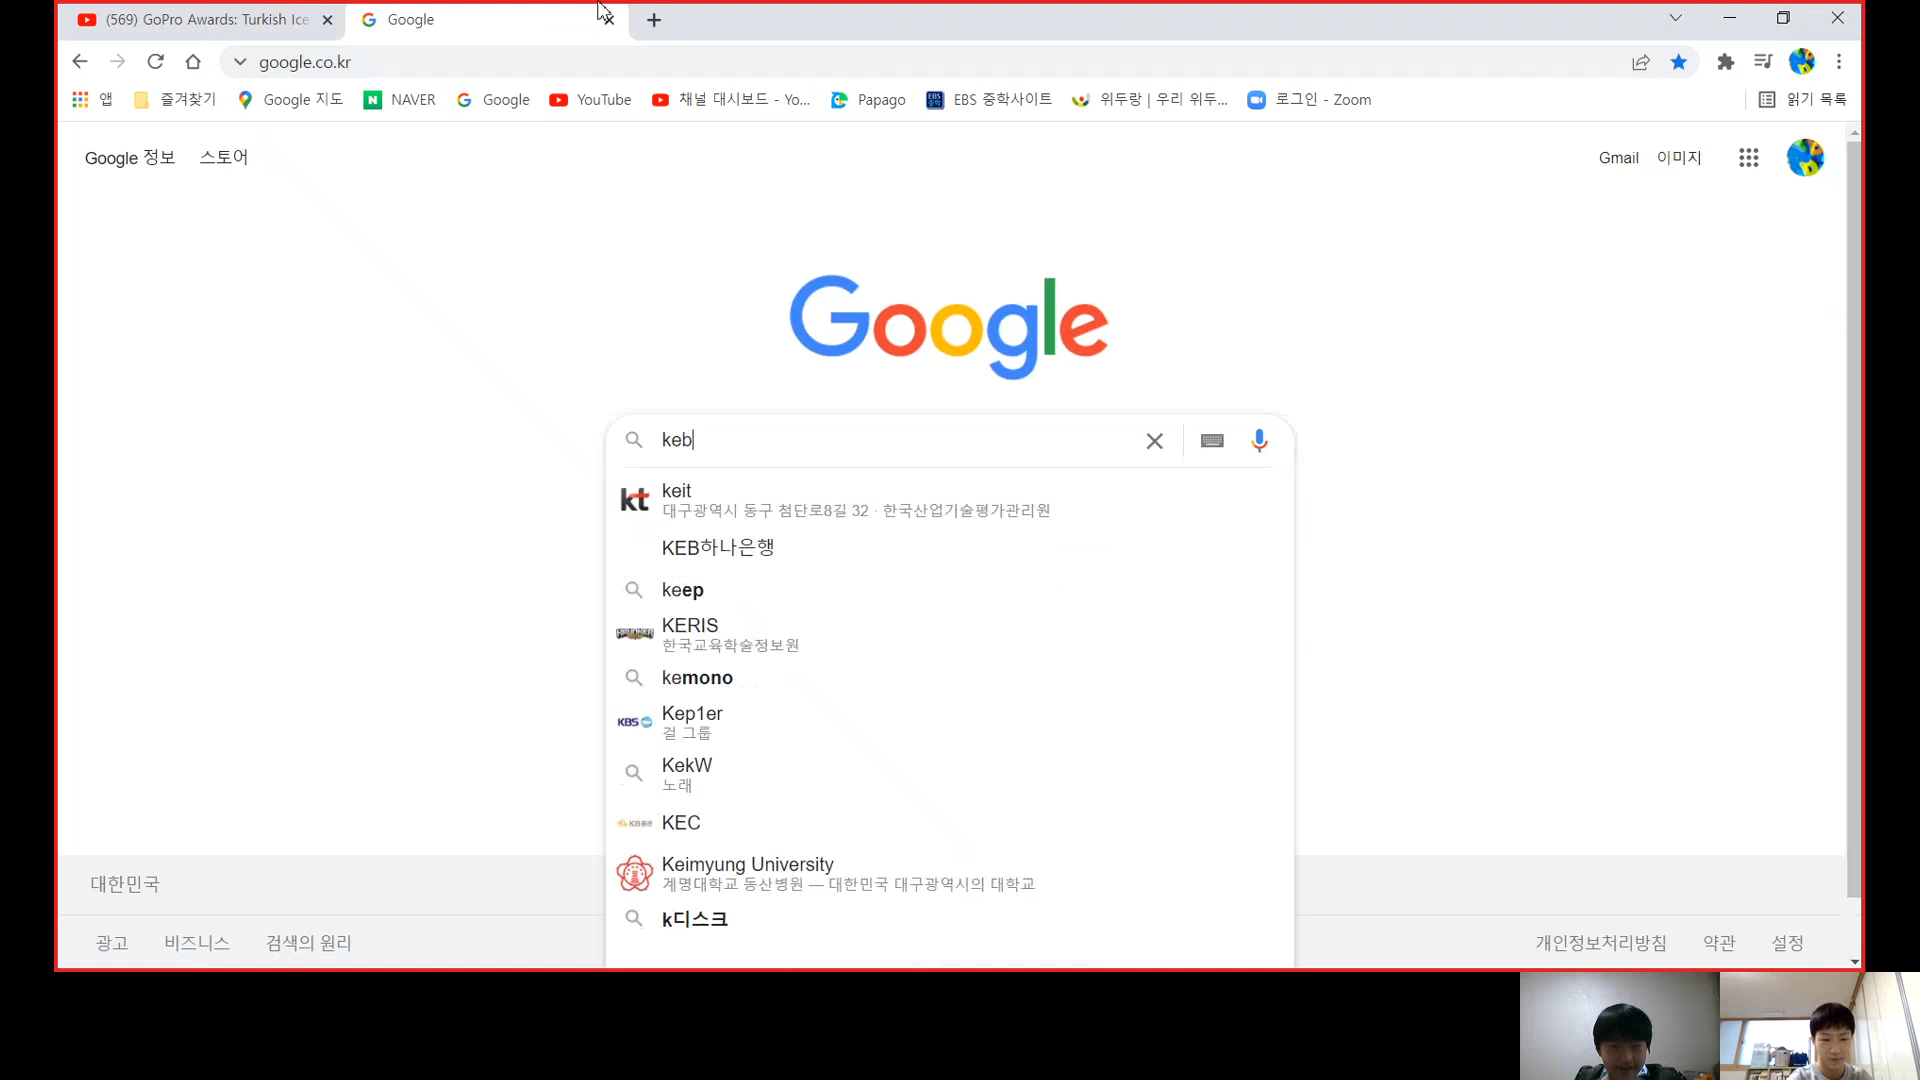 (569) GoPro Awards: Turkish Ice
Google
google.co.kr
앱 즐겨찾기 Google 지도 NAVER Google YouTube 채널 대시보드 - Yo... Papago EBS 중학사이트 위두랑 | 우리 위두... 로그인 - Zoom 읽기 목록
Google 정보 스토어 Gmail 이미지
Google
keb
keit
대구광역시 동구 첨단로8길 32 · 한국산업기술평가관리원
KEB하나은행
keep
KERIS
한국교육학술정보원
kemono
Kep1er
걸 그룹
KekW
노래
KEC
Keimyung University
계명대학교 동산병원 — 대한민국 대구광역시의 대학교
k디스크
대한민국
광고 비즈니스 검색의 원리 개인정보처리방침 약관 설정